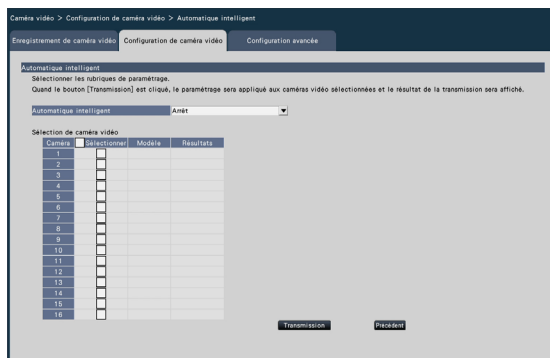 Caméra vidéo > Configuration de caméra vidéo > Automatique intelligent
Enregistrement de caméra vidéo Configuration de caméra vidéo Configuration avancée
Automatique intelligent
Sélectionner les rubriques de paramétrage.
Quand le bouton [Transmission] est cliqué, le paramétrage sera appliqué aux caméras vidéo sélectionnées et le résultat de la transmission sera affiché.
Automatique intelligent Arrêt
Sélection de caméra vidéo
Caméra Sélectionner Modèle Résultats
1
2
3
4
5
6
7
8
9
10
11
12
13
14
15
16
Transmission Précédent